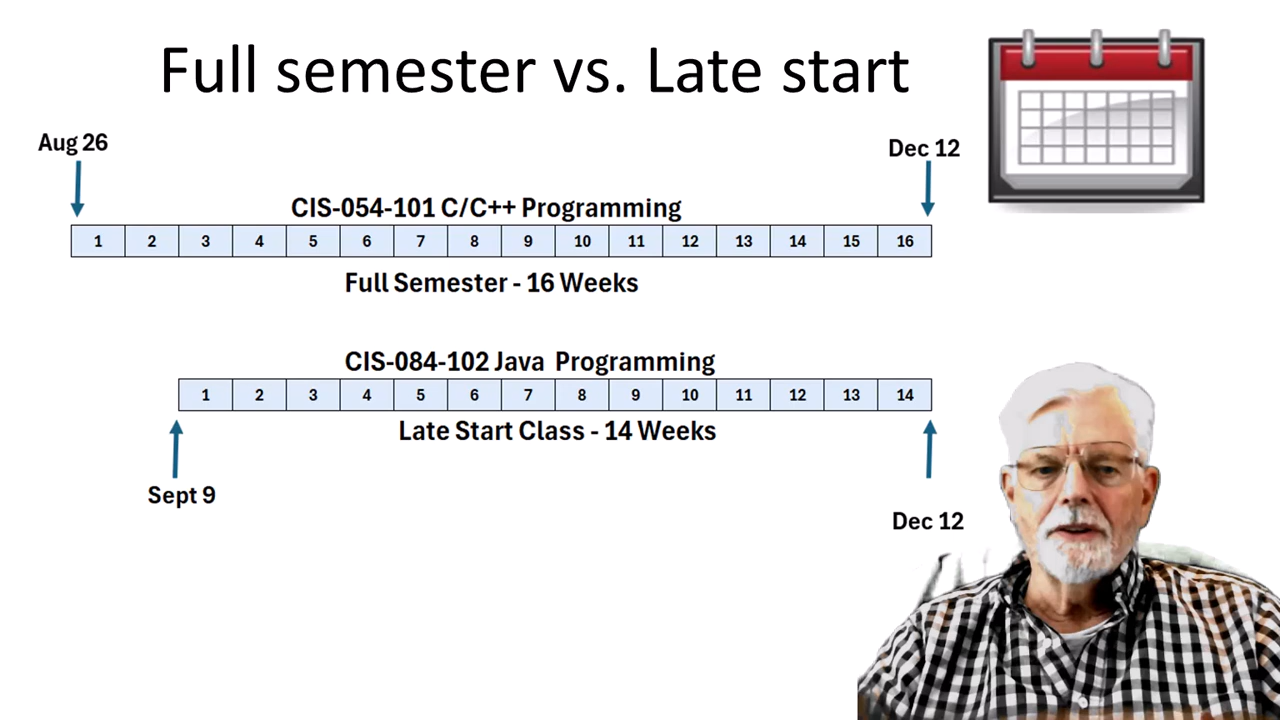 Full semester vs. Late start
Aug 26
Dec 12
CIS-054-101 C/C++ Programming
1 2 3 4 5 6 7 8 9 10 11 12 13 14 15 16
Full Semester - 16 Weeks
CIS-084-102 Java Programming
1 2 3 4 5 6 7 8 9 10 11 12 13 14
Late Start Class - 14 Weeks
Sept 9
Dec 12